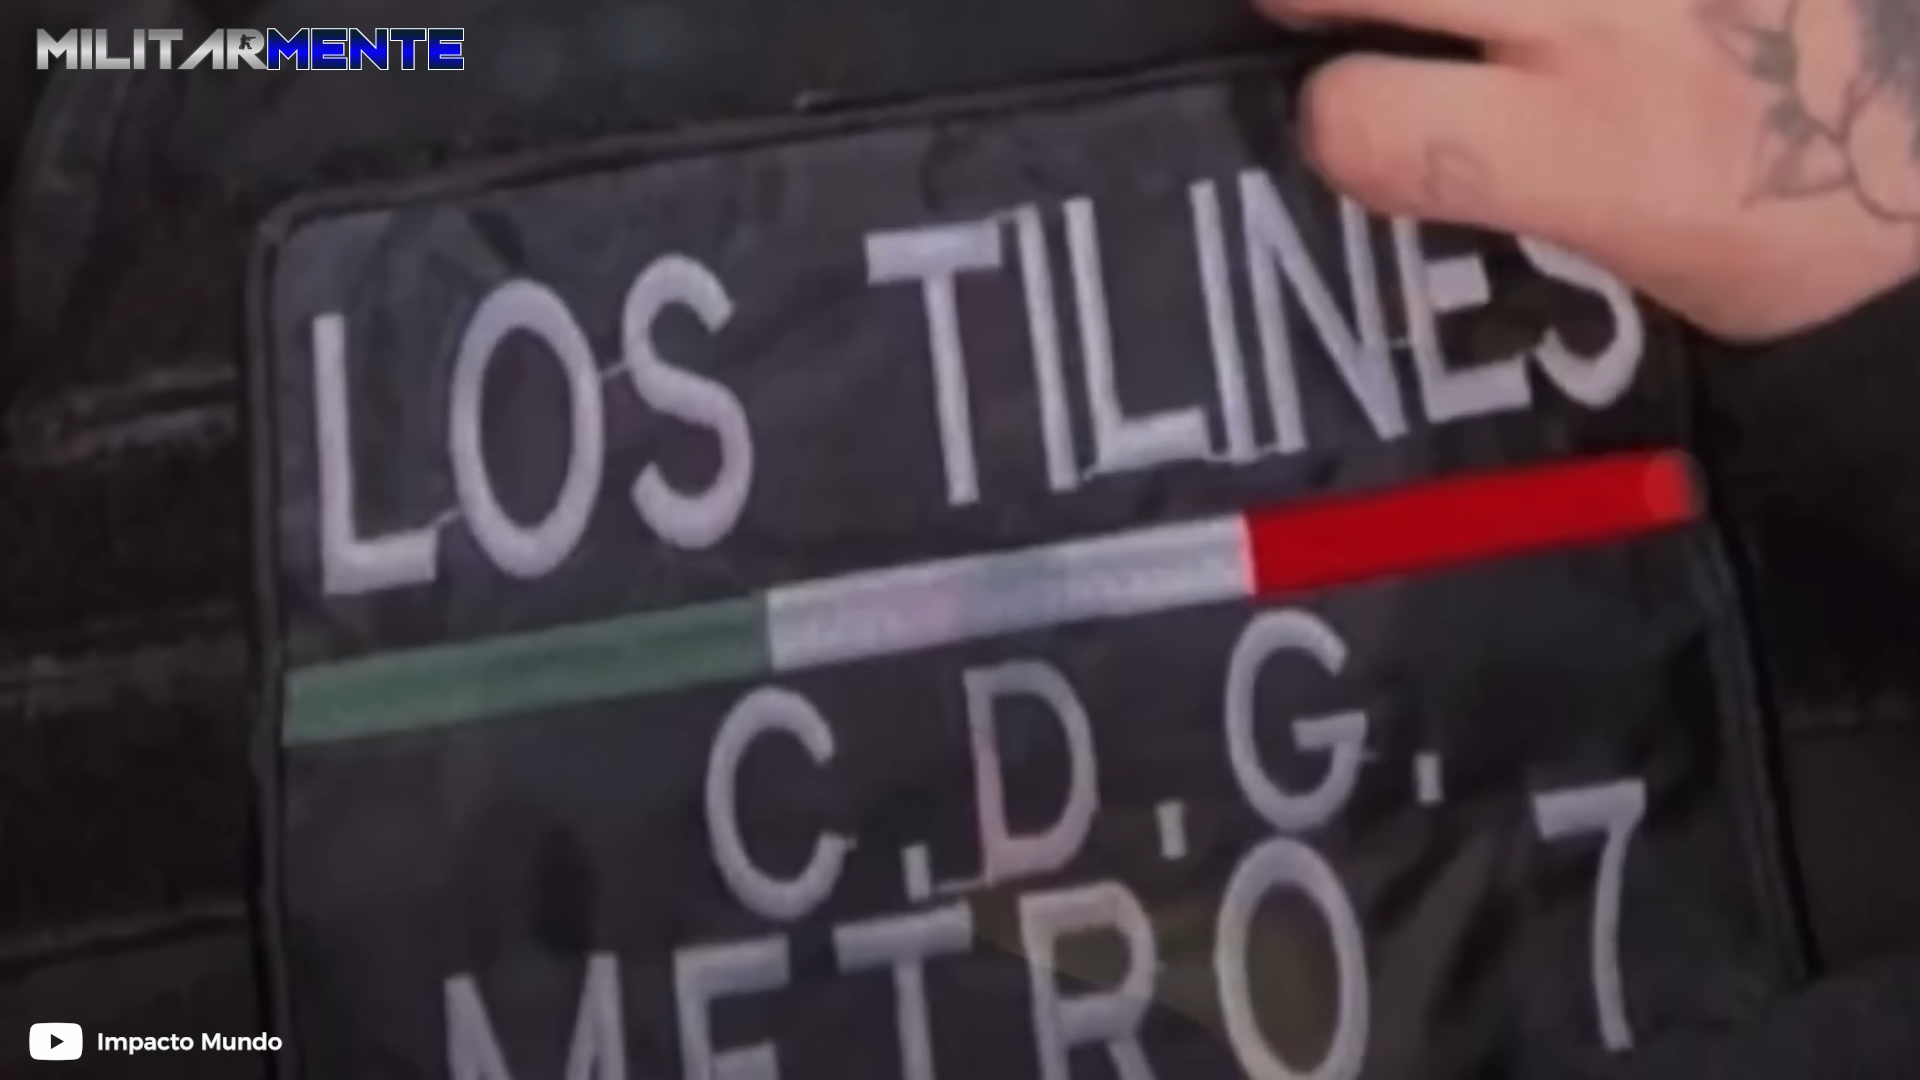 MILITARMENTE
LOS TILINES
C.D.G.
METRO 7
Impacto Mundo